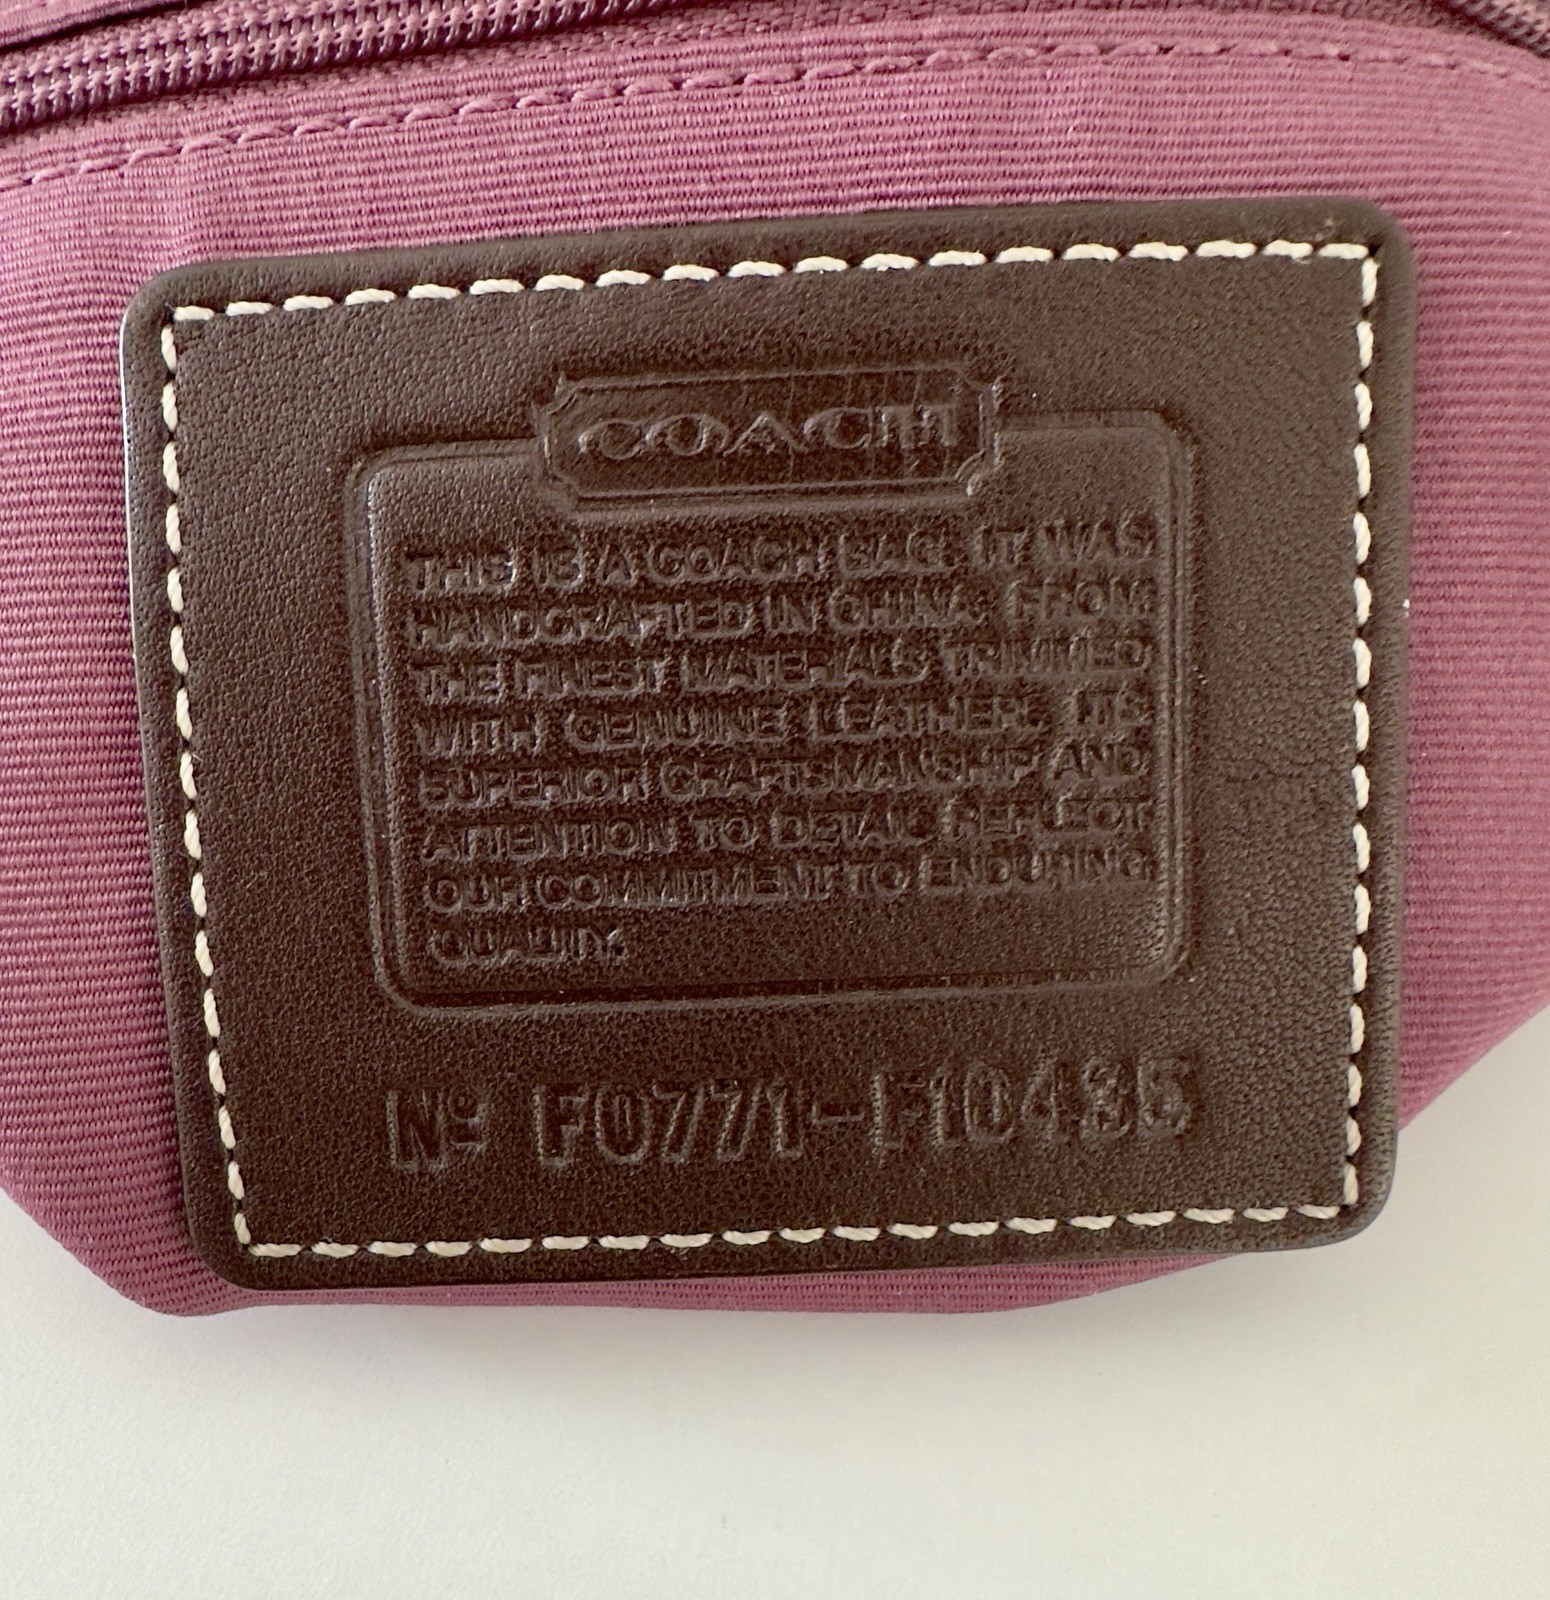 COACH
THIS IS A COACH BAG. IT WAS
HANDCRAFTED IN CHINA FROM
THE FINEST MATERIALS TRIMMED
WITH GENUINE LEATHER. ITS
SUPERIOR CRAFTSMANSHIP AND
ATTENTION TO DETAIL REFLECT
OUR COMMITMENT TO ENDURING
QUALITY.
Nº F0771-F10435